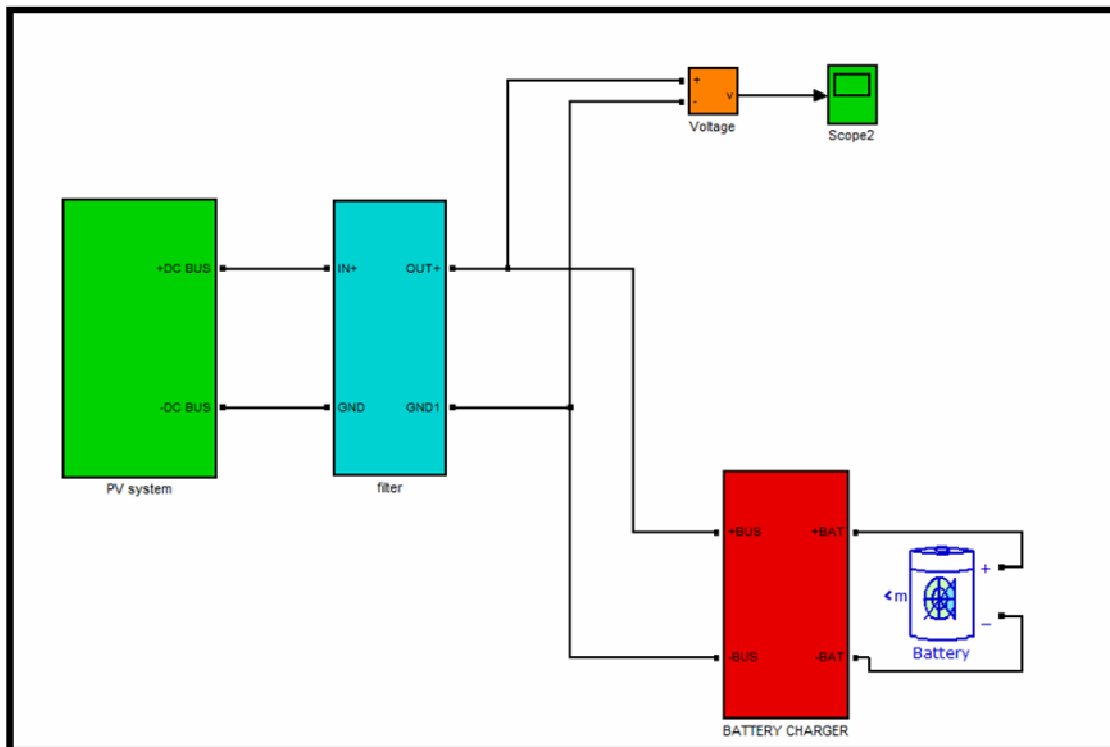 +
-
v
Voltage
Scope2
+DC BUS
-DC BUS
PV system
IN+
OUT+
GND
GND1
filter
+BUS
+BAT
-BUS
-BAT
BATTERY CHARGER
m
+
−
Battery